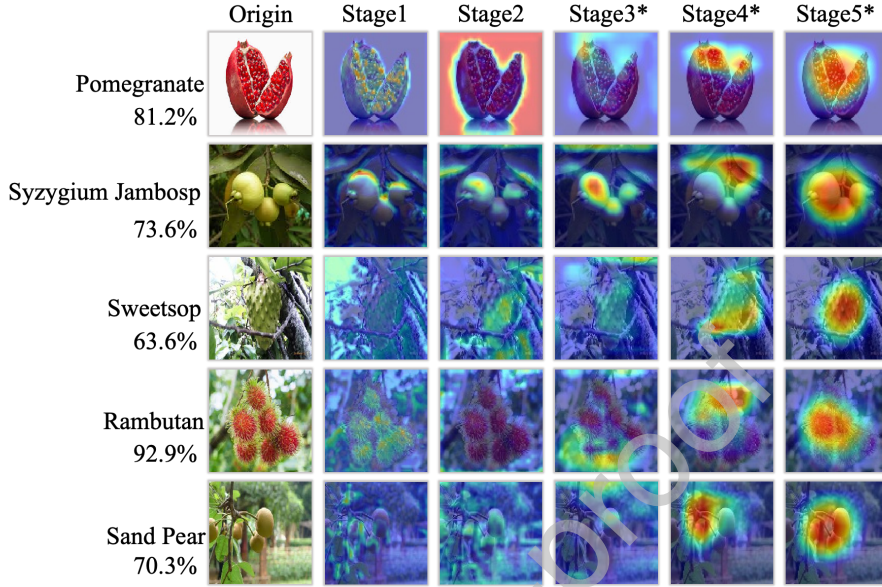 Origin Stage1 Stage2 Stage3* Stage4* Stage5*
Pomegranate
81.2%
Syzygium Jambosp
73.6%
Sweetsop
63.6%
Rambutan
92.9%
Sand Pear
70.3%
proof